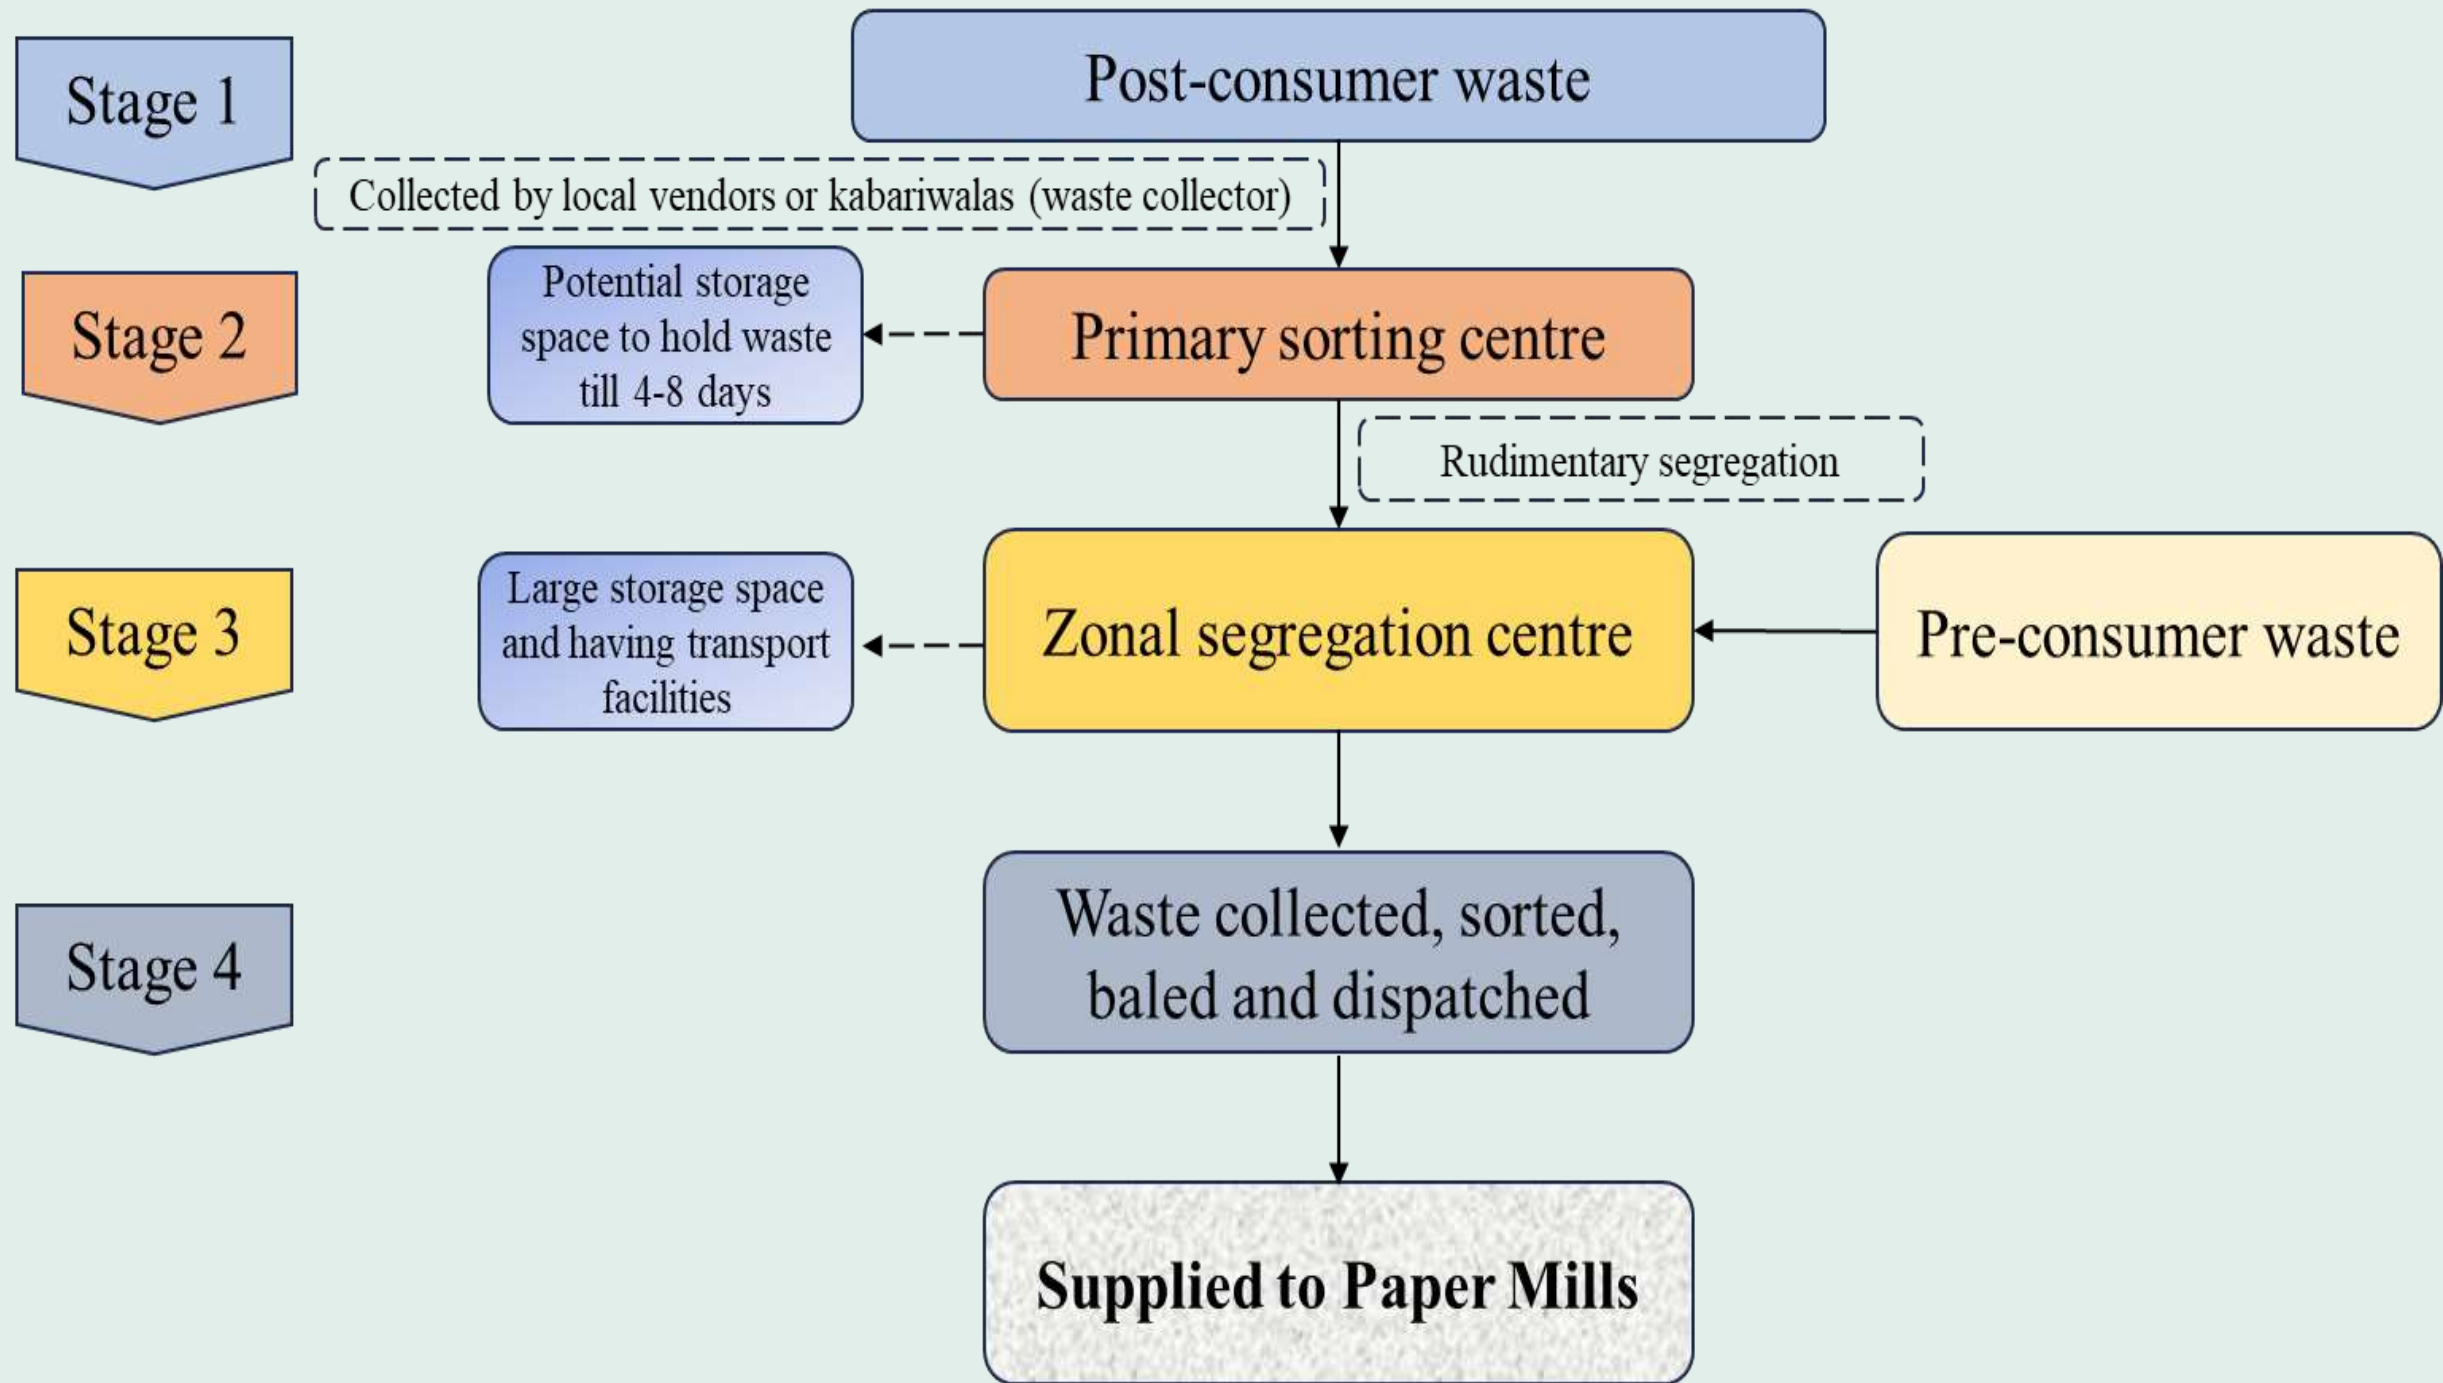 Stage 1
Post-consumer waste
Collected by local vendors or kabariwalas (waste collector)
Stage 2
Potential storage
space to hold waste
till 4-8 days
Primary sorting centre
Rudimentary segregation
Stage 3
Large storage space
and having transport
facilities
Zonal segregation centre
Pre-consumer waste
Stage 4
Waste collected, sorted,
baled and dispatched
Supplied to Paper Mills